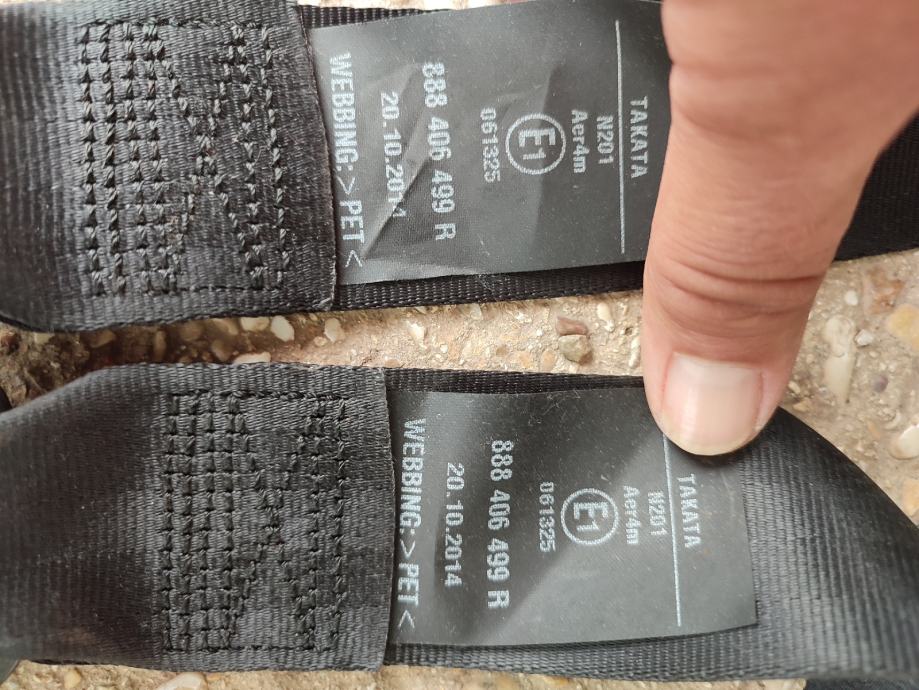 TAKATA
N201
Aer4m
E1
061325
888 406 499 R
20.10.2014
WEBBING:> PET <
TAKATA
N201
Aer4m
E1
061325
888 406 499 R
20.10.2014
WEBBING:> PET <